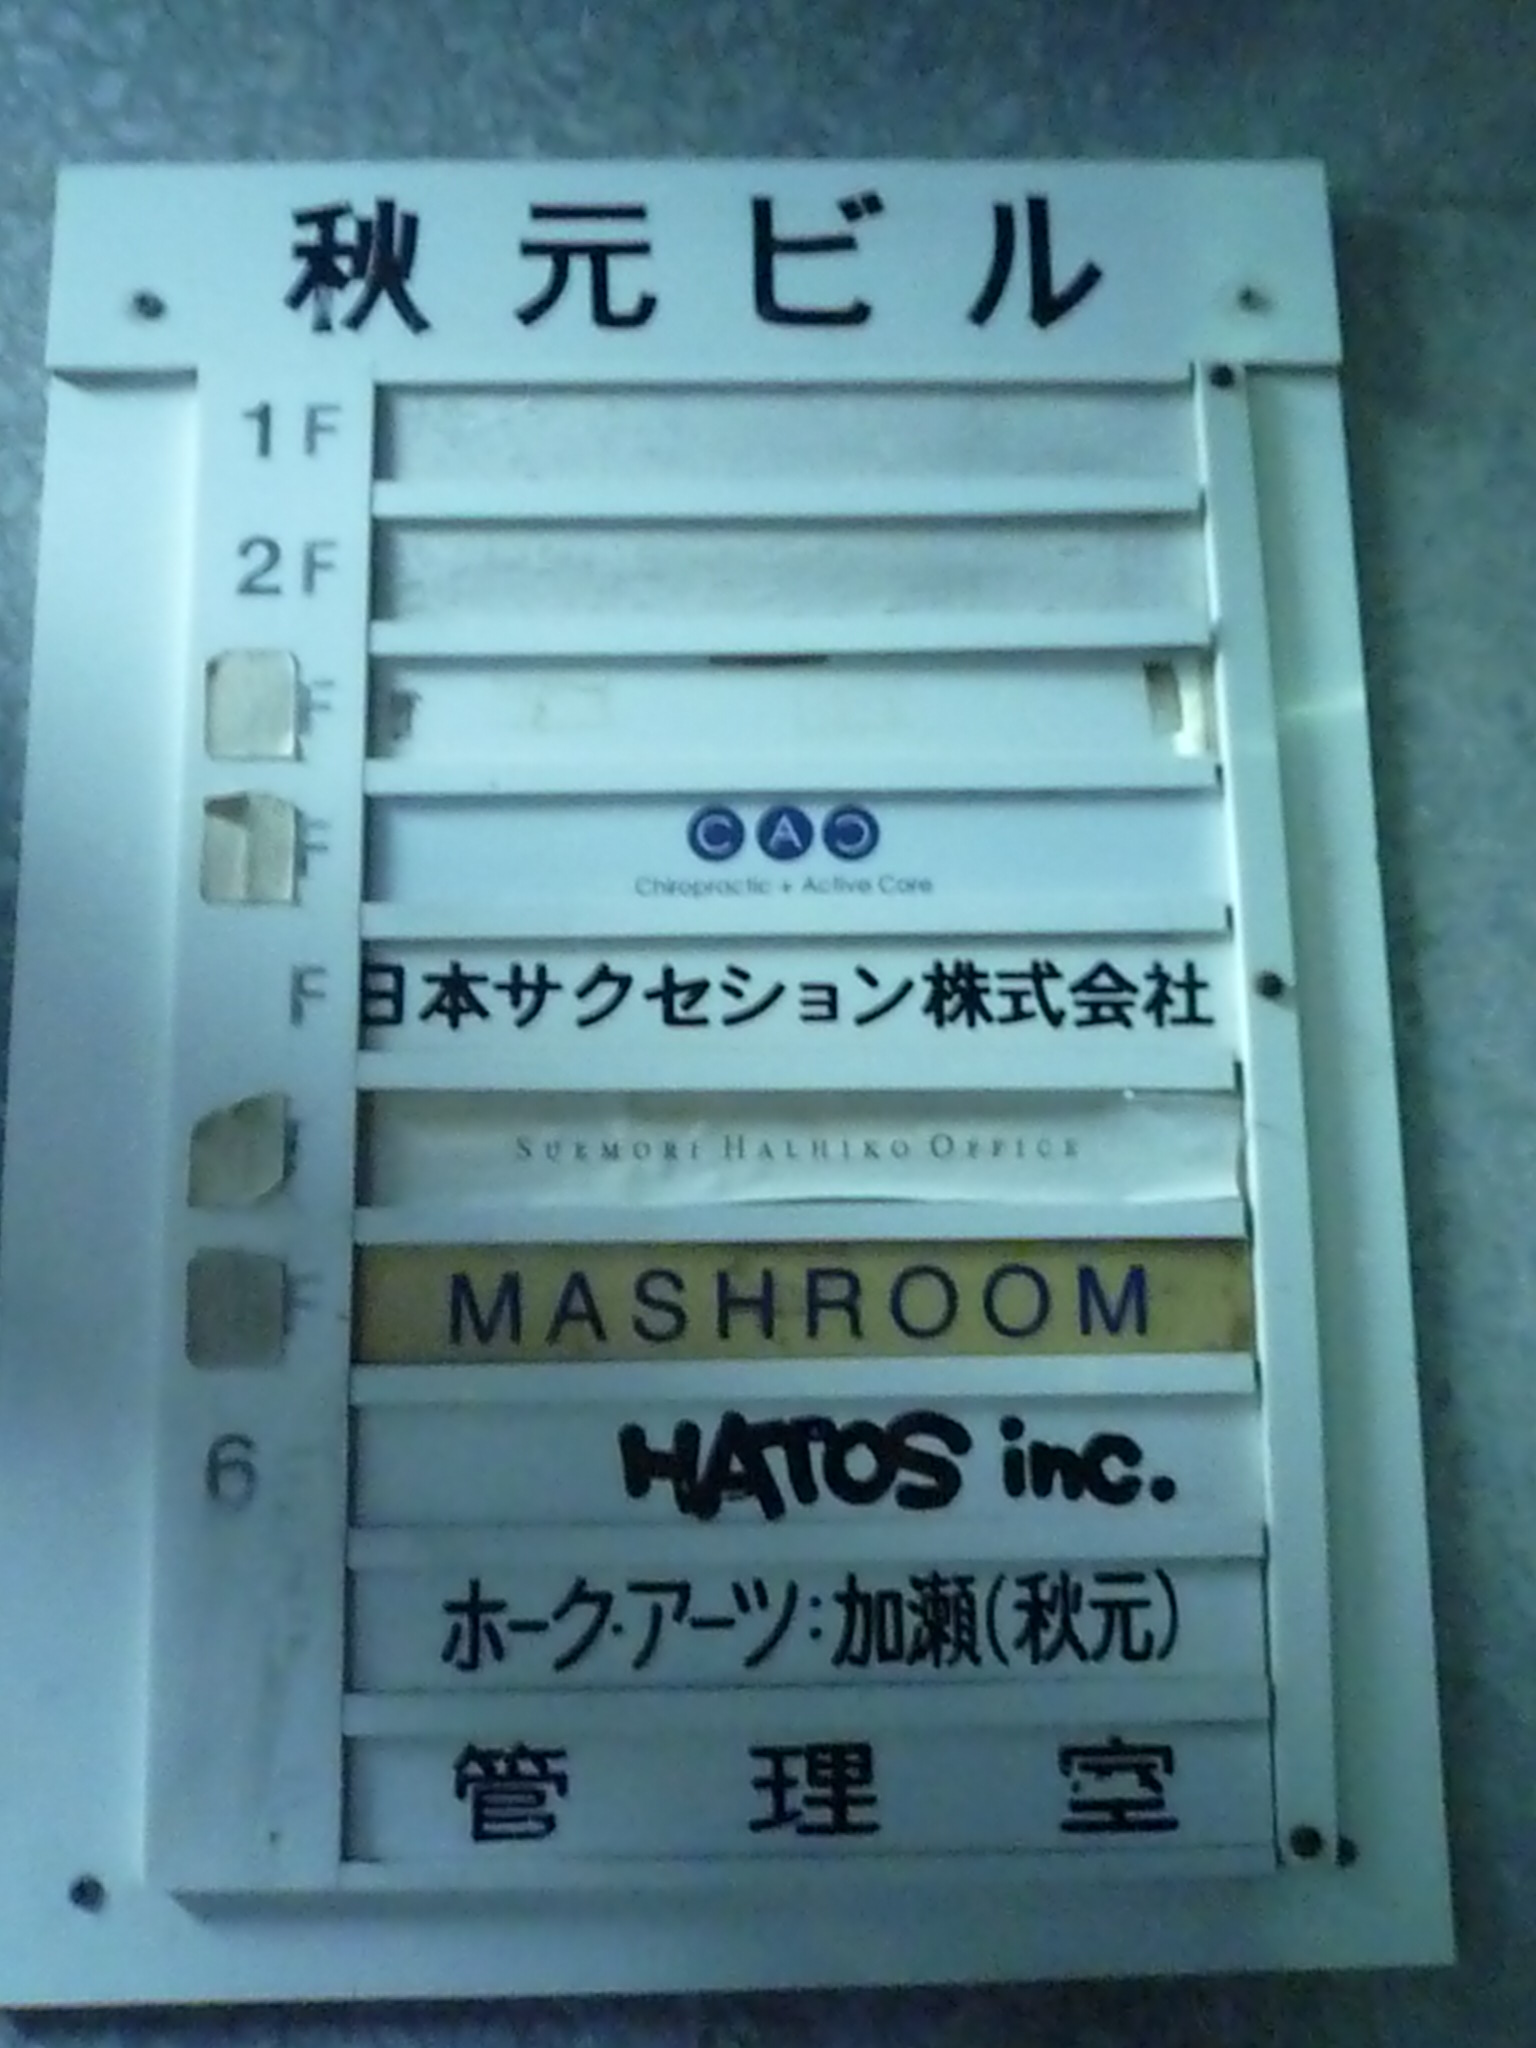 秋元ビル
1F
2F
F
F
CAC
Chiropractic + Active Care
F 日本サクセション株式会社
SUEMORI HALHIKO OFFICE
F MASHROOM
6 HATOS inc.
ホーク・アーツ:加瀬(秋元)
管理室